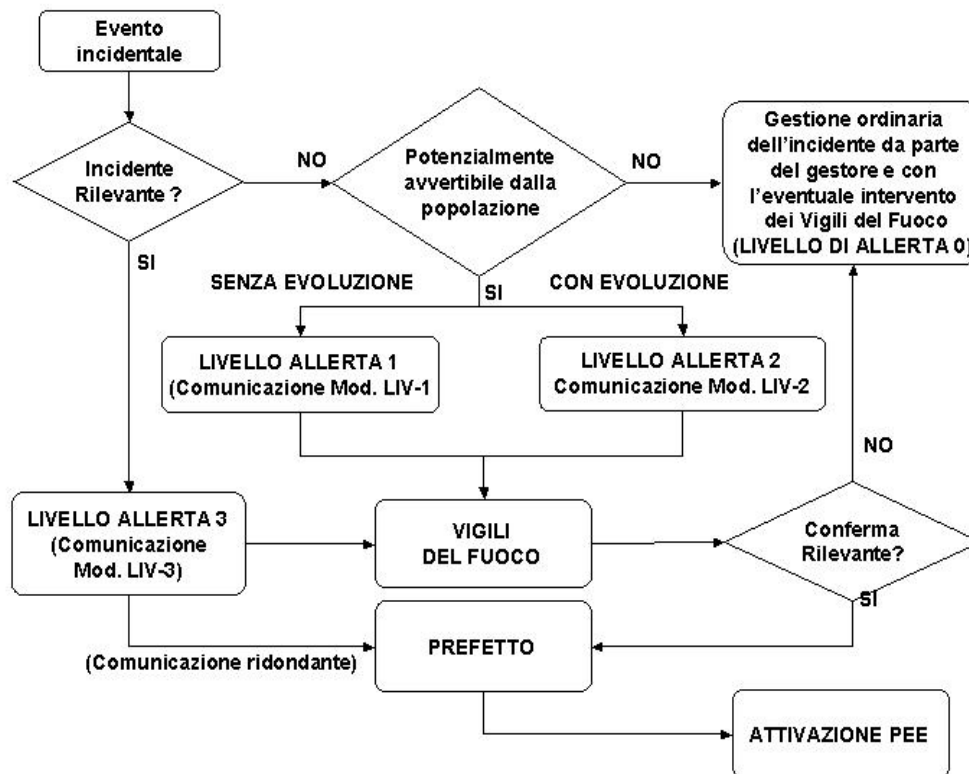 Evento
incidentale
Incidente
Rilevante ?
NO
Potenzialmente
avvertibile dalla
popolazione
NO
Gestione ordinaria
dell'incidente da parte
del gestore e con
l'eventuale intervento
dei Vigili del Fuoco
(LIVELLO DI ALLERTA 0)
SI
SENZA EVOLUZIONE
SI
CON EVOLUZIONE
LIVELLO ALLERTA 1
(Comunicazione Mod. LIV-1
LIVELLO ALLERTA 2
Comunicazione Mod. LIV-2
NO
LIVELLO ALLERTA 3
(Comunicazione
Mod. LIV-3)
VIGILI
DEL FUOCO
Conferma
Rilevante?
SI
(Comunicazione ridondante)
PREFETTO
ATTIVAZIONE PEE